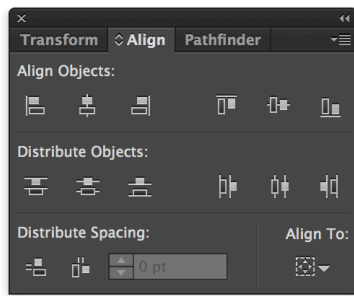 Transform Align Pathfinder
Align Objects:
Distribute Objects:
Distribute Spacing: Align To:
0 pt